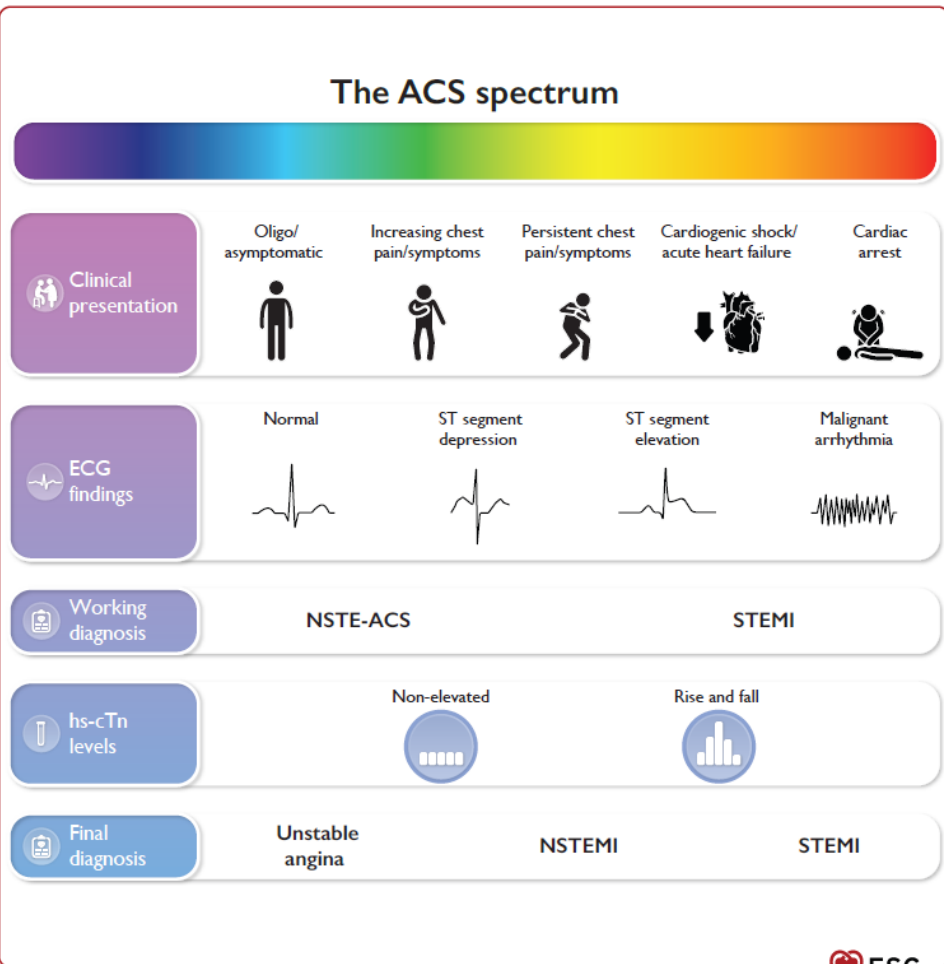 The ACS spectrum
Clinical
presentation
Oligo/
asymptomatic
Increasing chest
pain/symptoms
Persistent chest
pain/symptoms
Cardiogenic shock/
acute heart failure
Cardiac
arrest
ECG
findings
Normal
ST segment
depression
ST segment
elevation
Malignant
arrhythmia
Working
diagnosis
NSTE-ACS
STEMI
hs-cTn
levels
Non-elevated
Rise and fall
Final
diagnosis
Unstable
angina
NSTEMI
STEMI
ESC